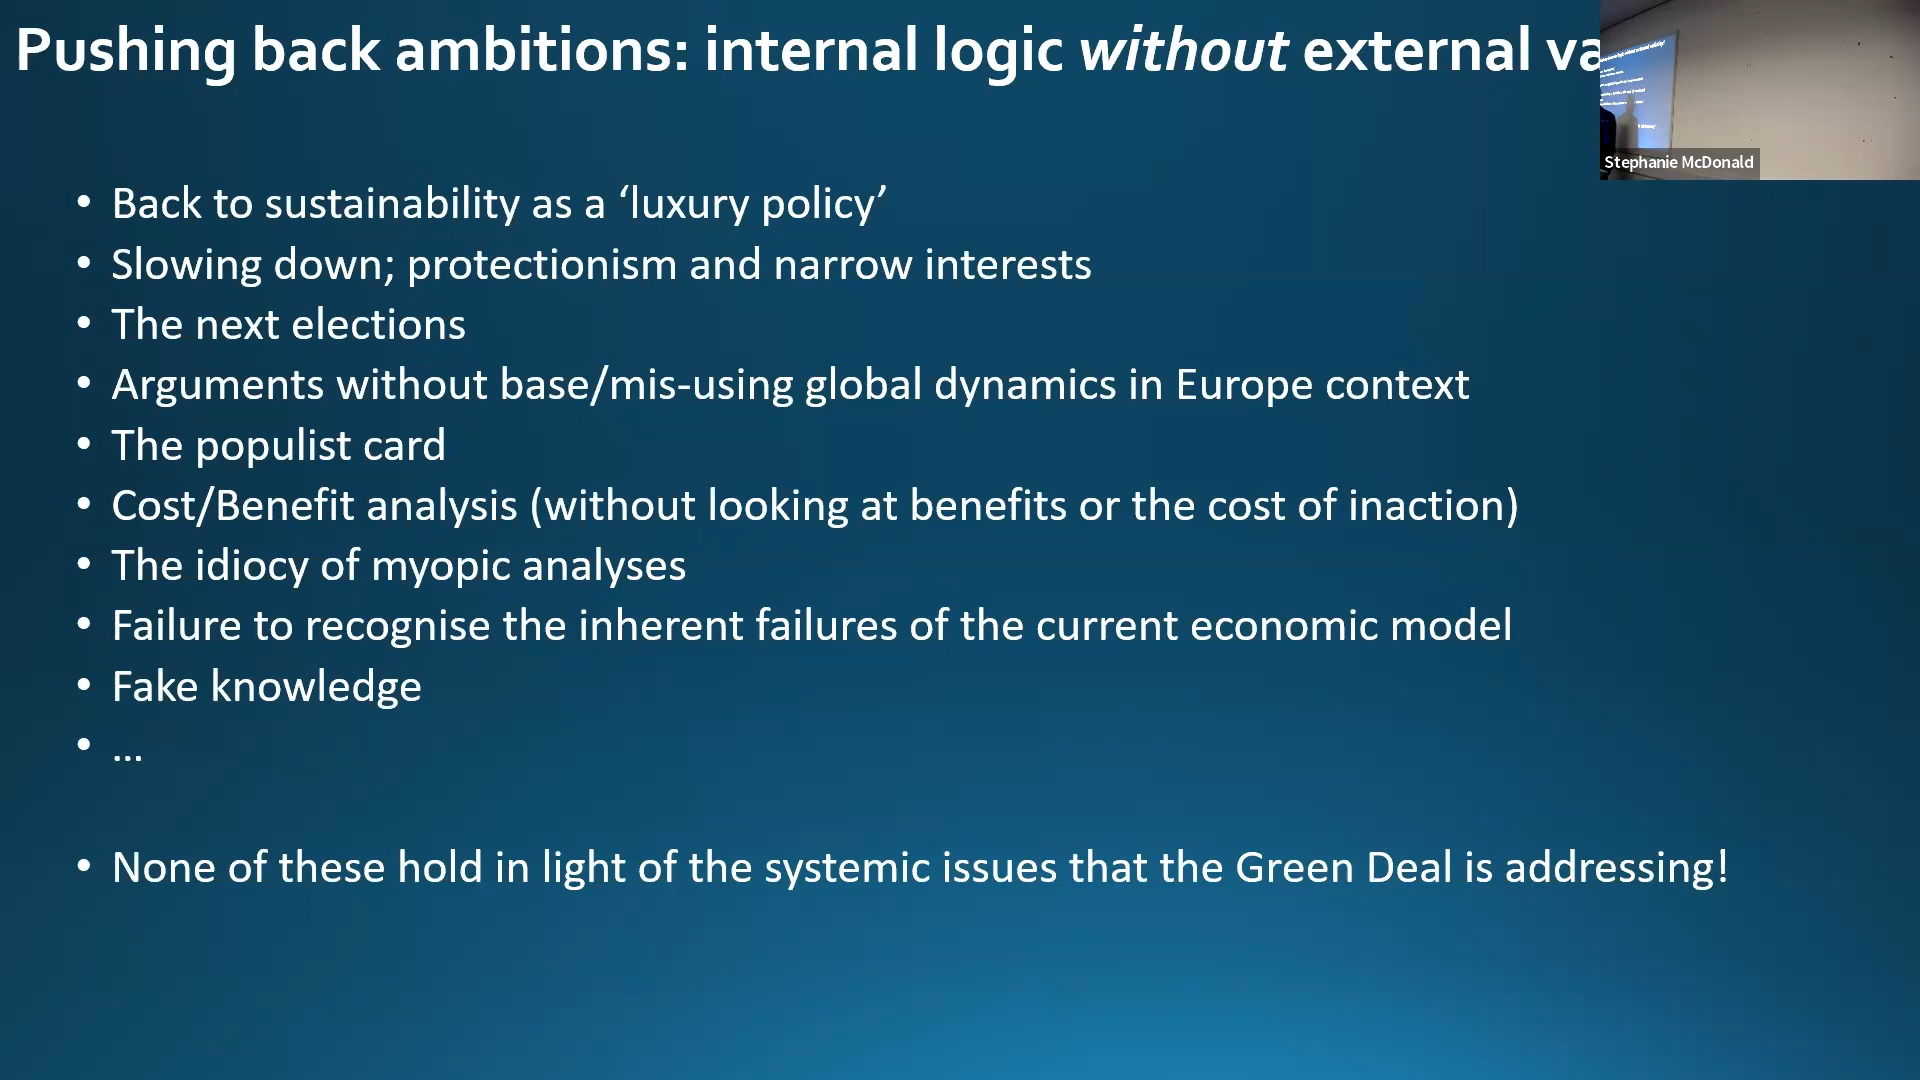 Pushing back ambitions: internal logic without external va
Stephanie McDonald
• Back to sustainability as a ‘luxury policy’
• Slowing down; protectionism and narrow interests
• The next elections
• Arguments without base/mis-using global dynamics in Europe context
• The populist card
• Cost/Benefit analysis (without looking at benefits or the cost of inaction)
• The idiocy of myopic analyses
• Failure to recognise the inherent failures of the current economic model
• Fake knowledge
• ...
• None of these hold in light of the systemic issues that the Green Deal is addressing!